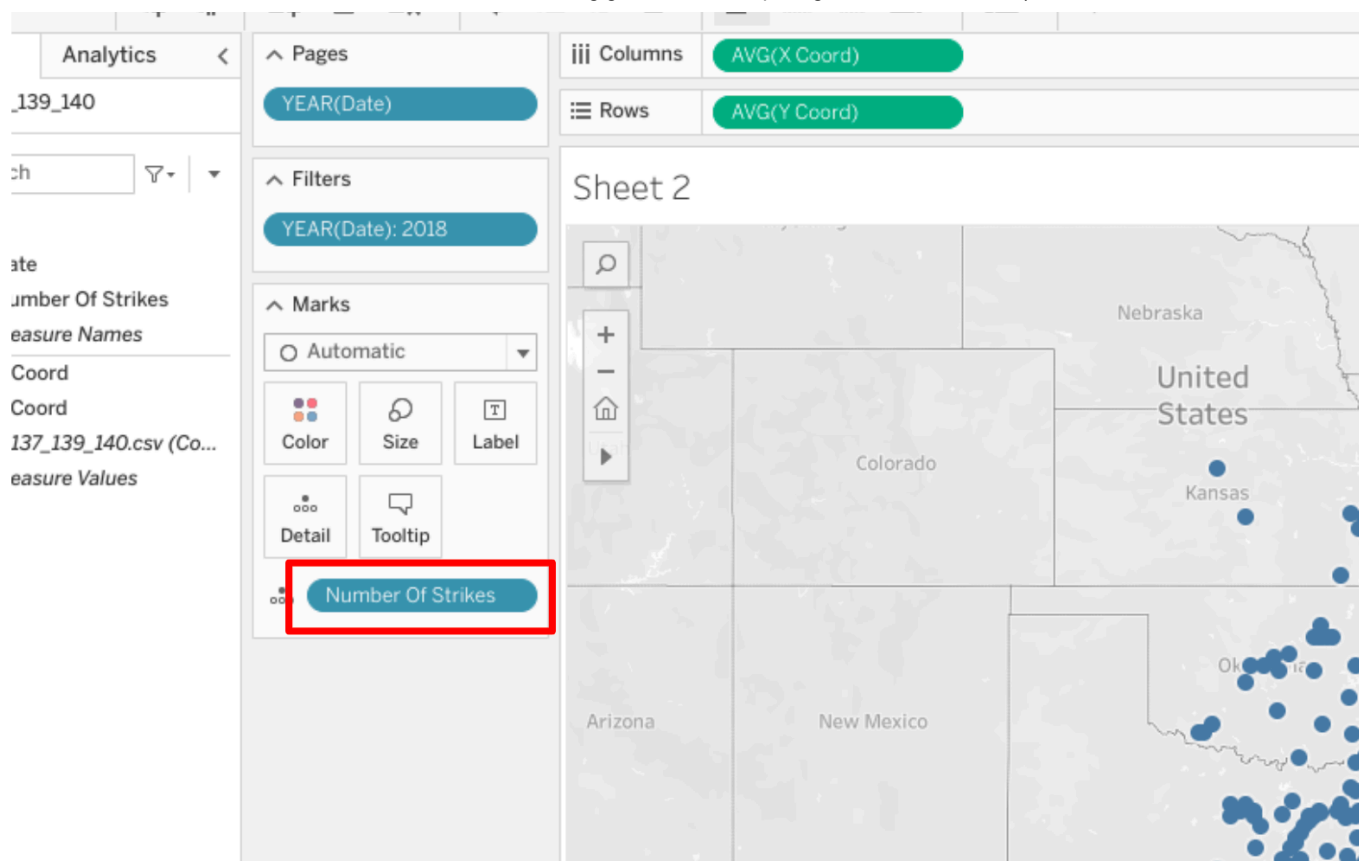 Analytics
_139_140
ch
ate
umber Of Strikes
easure Names
Coord
Coord
137_139_140.csv (Co...
easure Values
Pages
YEAR(Date)
Filters
YEAR(Date): 2018
Marks
Automatic
Color
Size
Label
Detail
Tooltip
Number Of Strikes
Columns
AVG(X Coord)
Rows
AVG(Y Coord)
Sheet 2
Nebraska
United
States
Colorado
Kansas
Arizona
New Mexico